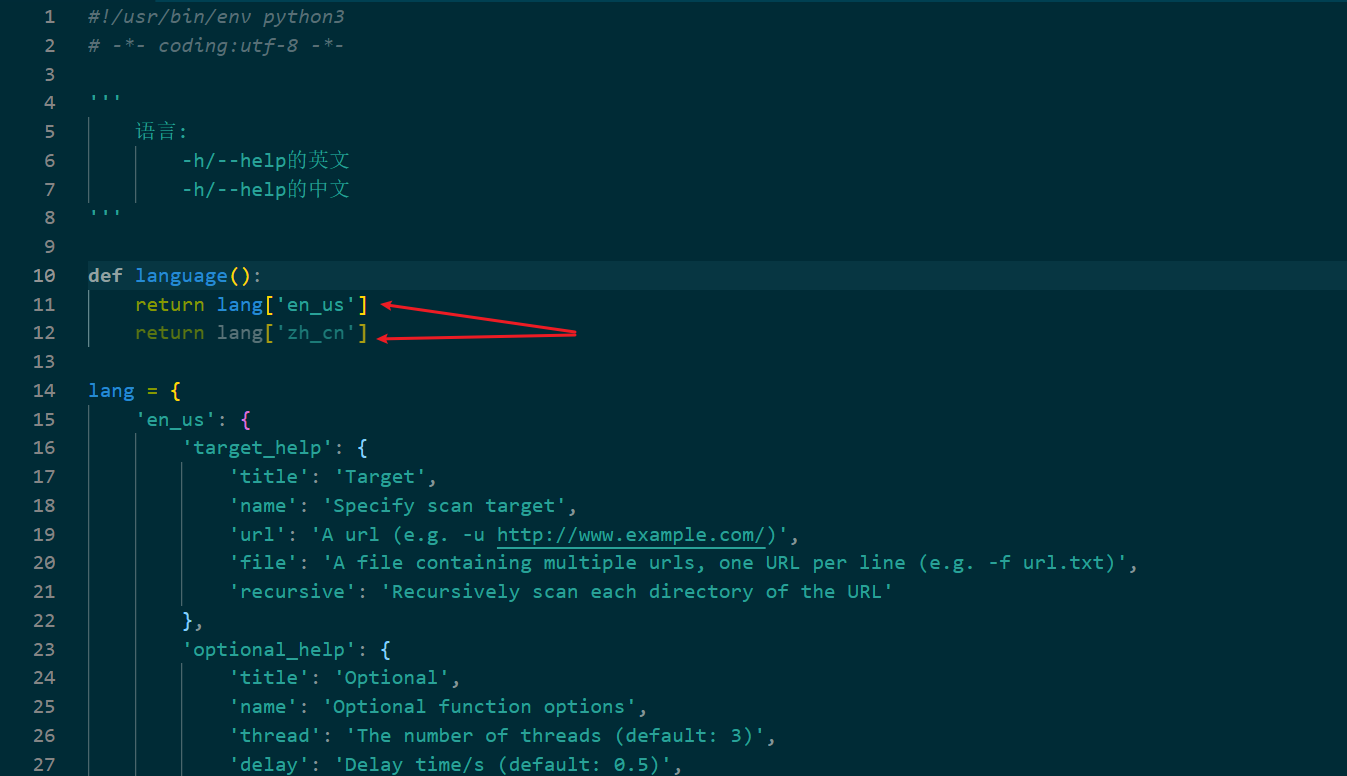 1 #!/usr/bin/env python3
2 # -*- coding:utf-8 -*-
3
4 '''
5     语言:
6         -h/--help的英文
7         -h/--help的中文
8 '''
9
10 def language():
11     return lang['en_us']
12     return lang['zh_cn']
13
14 lang = {
15     'en_us': {
16         'target_help': {
17             'title': 'Target',
18             'name': 'Specify scan target',
19             'url': 'A url (e.g. -u http://www.example.com/)',
20             'file': 'A file containing multiple urls, one URL per line (e.g. -f url.txt)',
21             'recursive': 'Recursively scan each directory of the URL'
22         },
23         'optional_help': {
24             'title': 'Optional',
25             'name': 'Optional function options',
26             'thread': 'The number of threads (default: 3)',
27             'delay': 'Delay time/s (default: 0.5)',